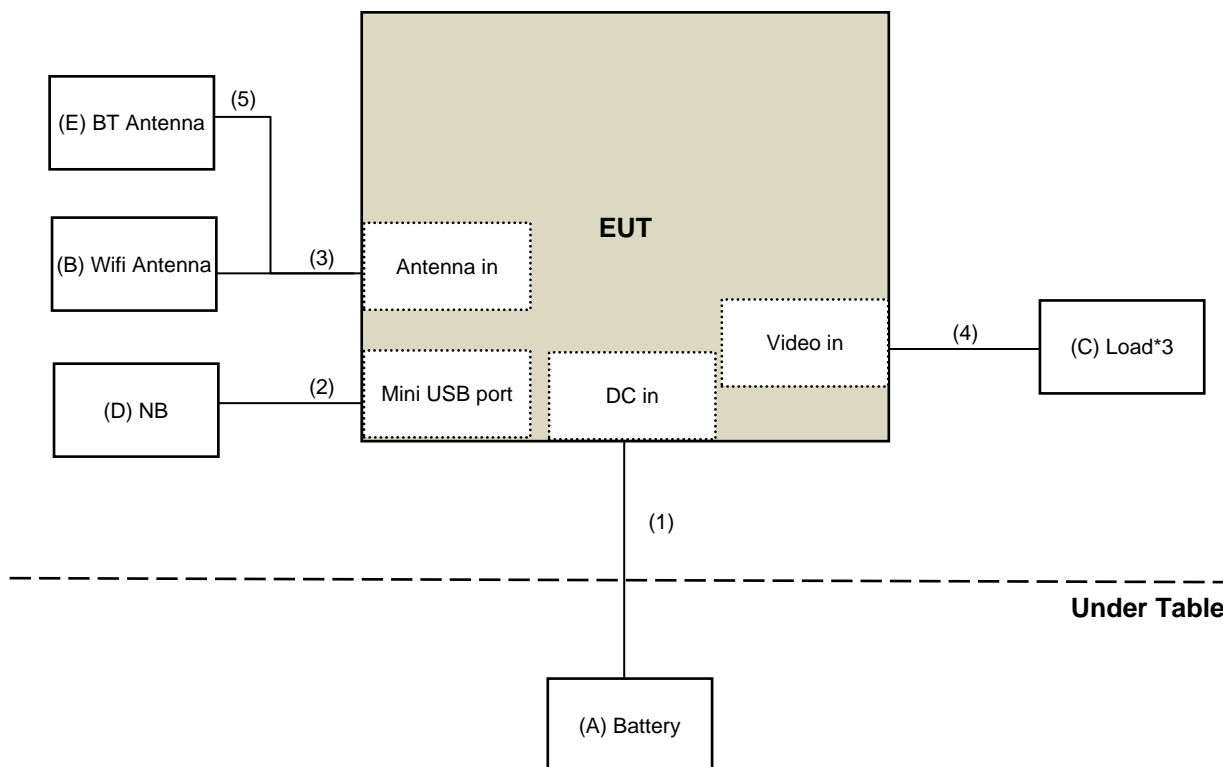 (5)
(E) BT Antenna
EUT
(B) Wifi Antenna
(3)
Antenna in
Video in
(4)
(C) Load*3
(D) NB
(2)
Mini USB port
DC in
(1)
Under Table
(A) Battery